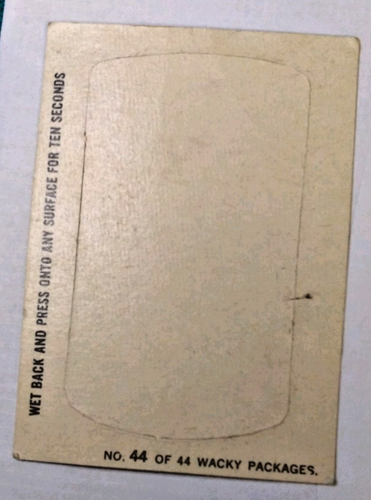 WET BACK AND PRESS ONTO ANY SURFACE FOR TEN SECONDS
NO. 44 OF 44 WACKY PACKAGES.